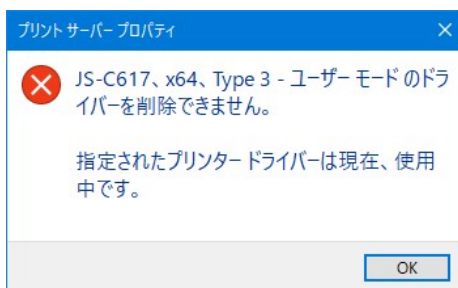 プリント サーバー プロパティ
JS-C617、x64、Type 3 - ユーザー モード のドラ
イバーを削除できません。
指定されたプリンター ドライバーは現在、使用
中です。
OK